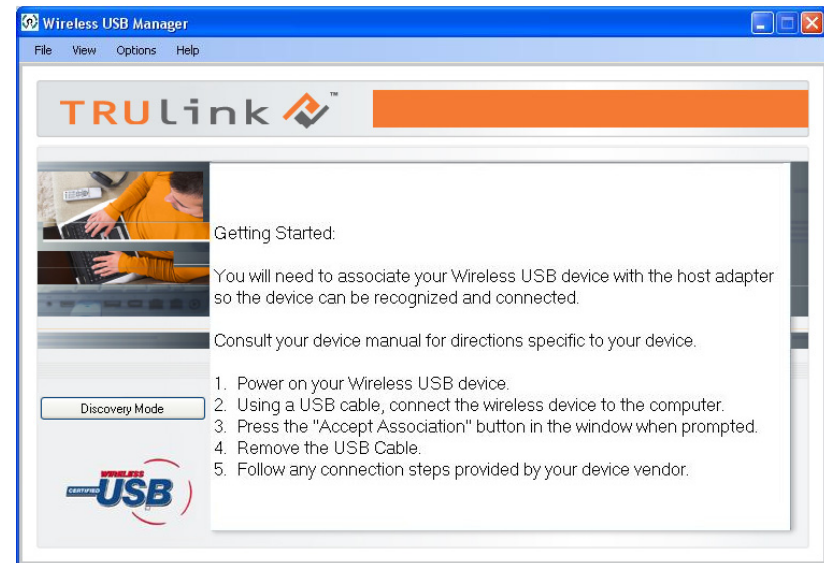 Wireless USB Manager
File View Options Help
TRULink ™
Getting Started:
You will need to associate your Wireless USB device with the host adapter
so the device can be recognized and connected.
Consult your device manual for directions specific to your device.
1. Power on your Wireless USB device.
2. Using a USB cable, connect the wireless device to the computer.
3. Press the "Accept Association" button in the window when prompted.
4. Remove the USB Cable.
5. Follow any connection steps provided by your device vendor.
Discovery Mode
WIRELESS
CERTIFIED USB